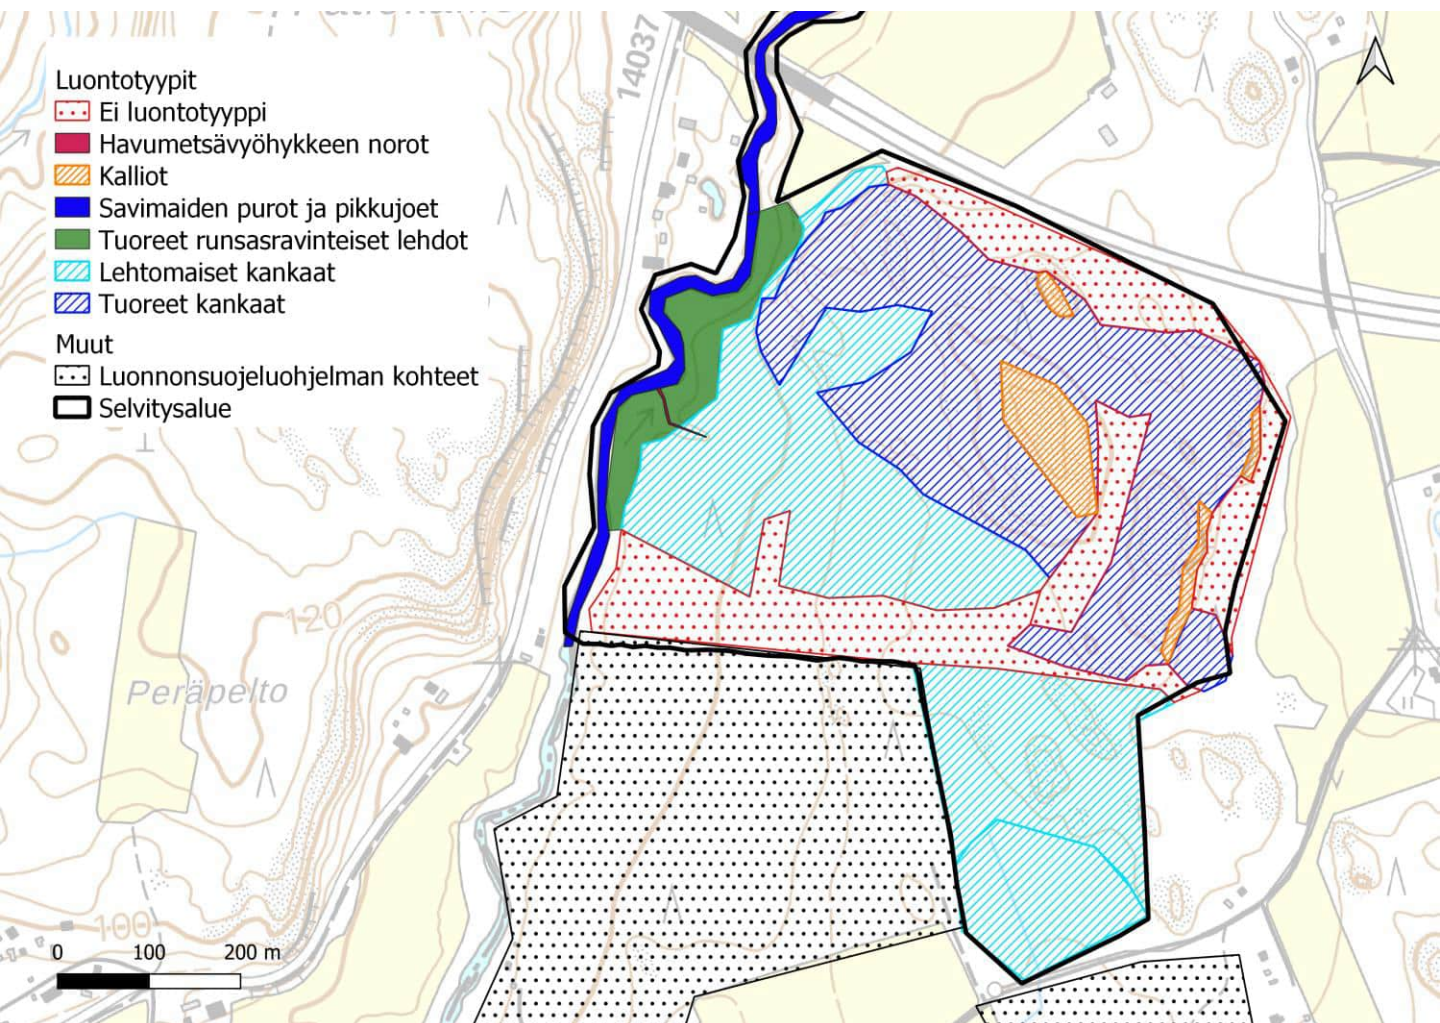 14037
Luontotyypit
Ei luontotyyppi
Havumetsävyöhykkeen norot
Kalliot
Savimaiden purot ja pikkujoet
Tuoreet runsasravinteiset lehdot
Lehtomaiset kankaat
Tuoreet kankaat
Muut
Luonnonsuojeluohjelman kohteet
Selvitysalue
120
Peräpelto
100
0 100 200 m